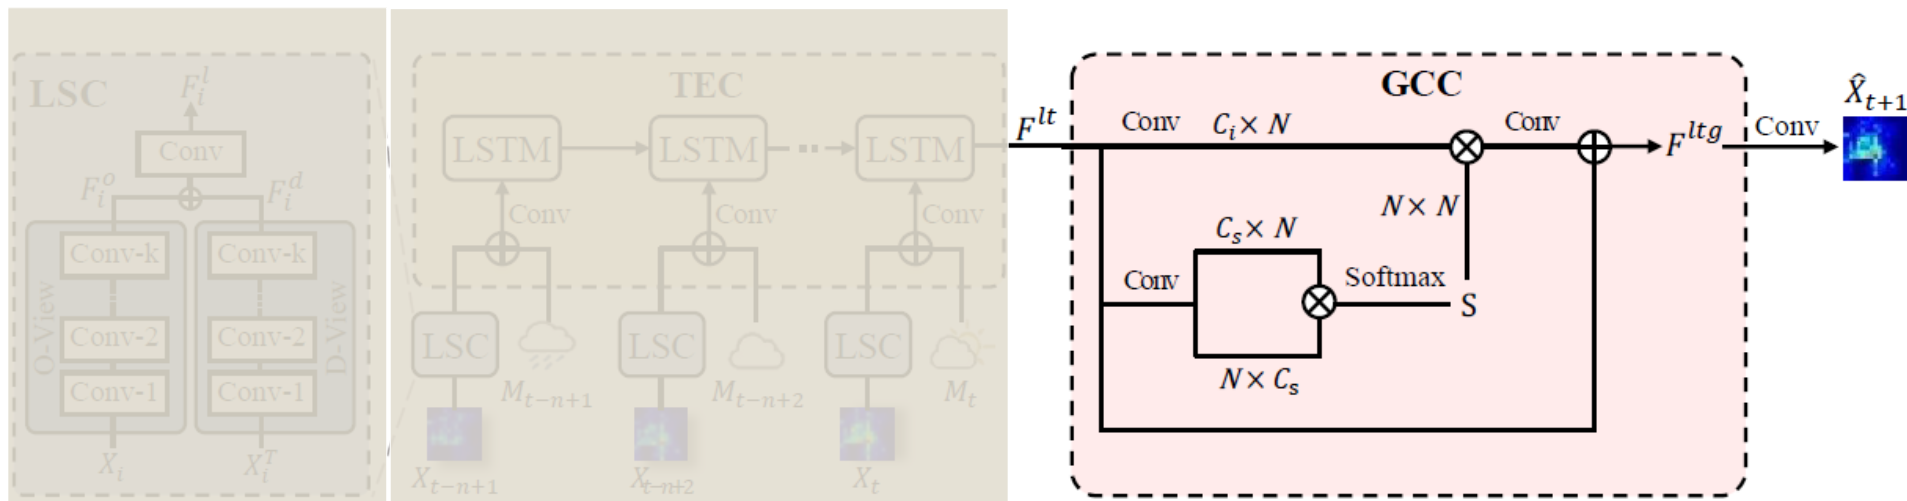 LSC
F_i^l
Conv
F_i^o
F_i^d
Conv-k
Conv-k
Conv-2
Conv-2
Conv-1
Conv-1
O-View
D-View
X_i
X_i^T
TEC
LSTM
LSTM
LSTM
Conv
Conv
Conv
LSC
LSC
LSC
M_{t-n+1}
M_{t-n+2}
M_t
X_{t-n+1}
X_{t-n+2}
X_t
F^{lt}
GCC
Conv
C_i × N
Conv
F^{ltg}
Conv
X̂_{t+1}
N × N
C_s × N
Conv
Softmax
S
N × C_s